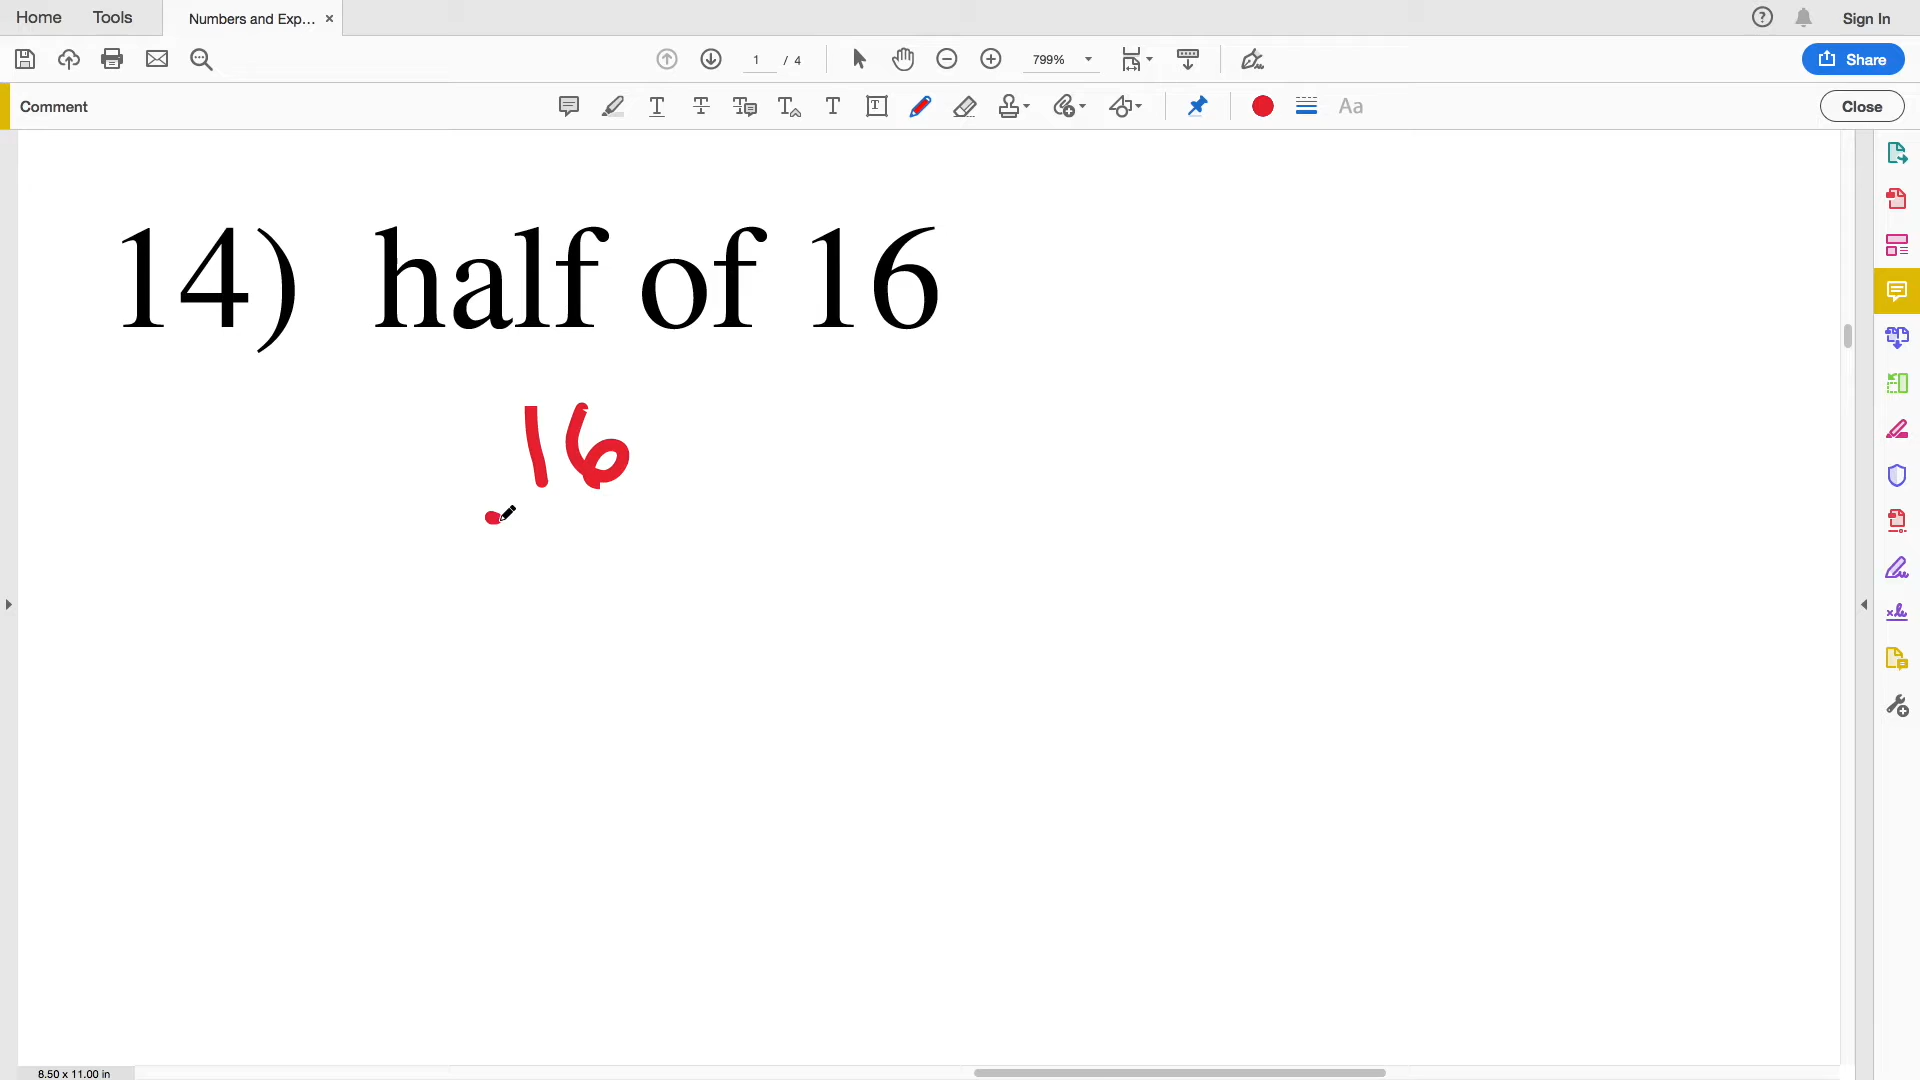 Home Tools Numbers and Exp... × Sign In
1 / 4 799% Share
Comment Aa Close
14) half of 16
16
8.50 x 11.00 in